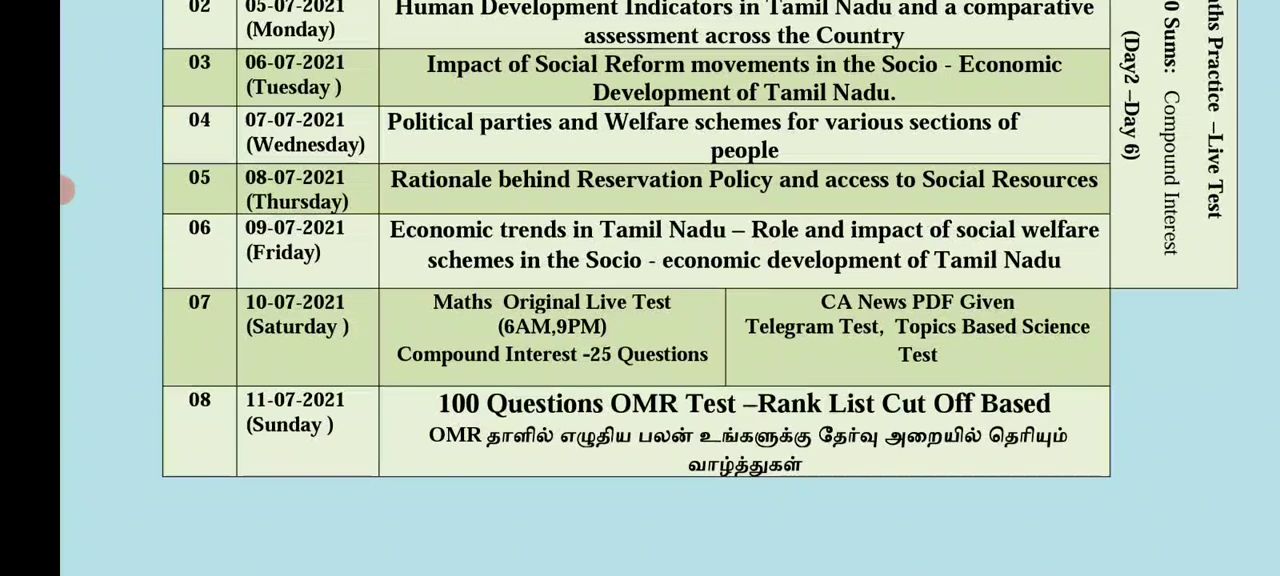 02
05-07-2021
(Monday)
Human Development Indicators in Tamil Nadu and a comparative
assessment across the Country
03
06-07-2021
(Tuesday )
Impact of Social Reform movements in the Socio - Economic
Development of Tamil Nadu.
04
07-07-2021
(Wednesday)
Political parties and Welfare schemes for various sections of
people
05
08-07-2021
(Thursday)
Rationale behind Reservation Policy and access to Social Resources
06
09-07-2021
(Friday)
Economic trends in Tamil Nadu – Role and impact of social welfare
schemes in the Socio - economic development of Tamil Nadu
07
10-07-2021
(Saturday )
Maths Original Live Test
(6AM,9PM)
Compound Interest -25 Questions
CA News PDF Given
Telegram Test, Topics Based Science
Test
08
11-07-2021
(Sunday )
100 Questions OMR Test –Rank List Cut Off Based
OMR தாளில் எழுதிய பலன் உங்களுக்கு தேர்வு அறையில் தெரியும்
வாழ்த்துகள்
Practice –Live Test
0 Sums: Compound Interest
(Day2 –Day 6)